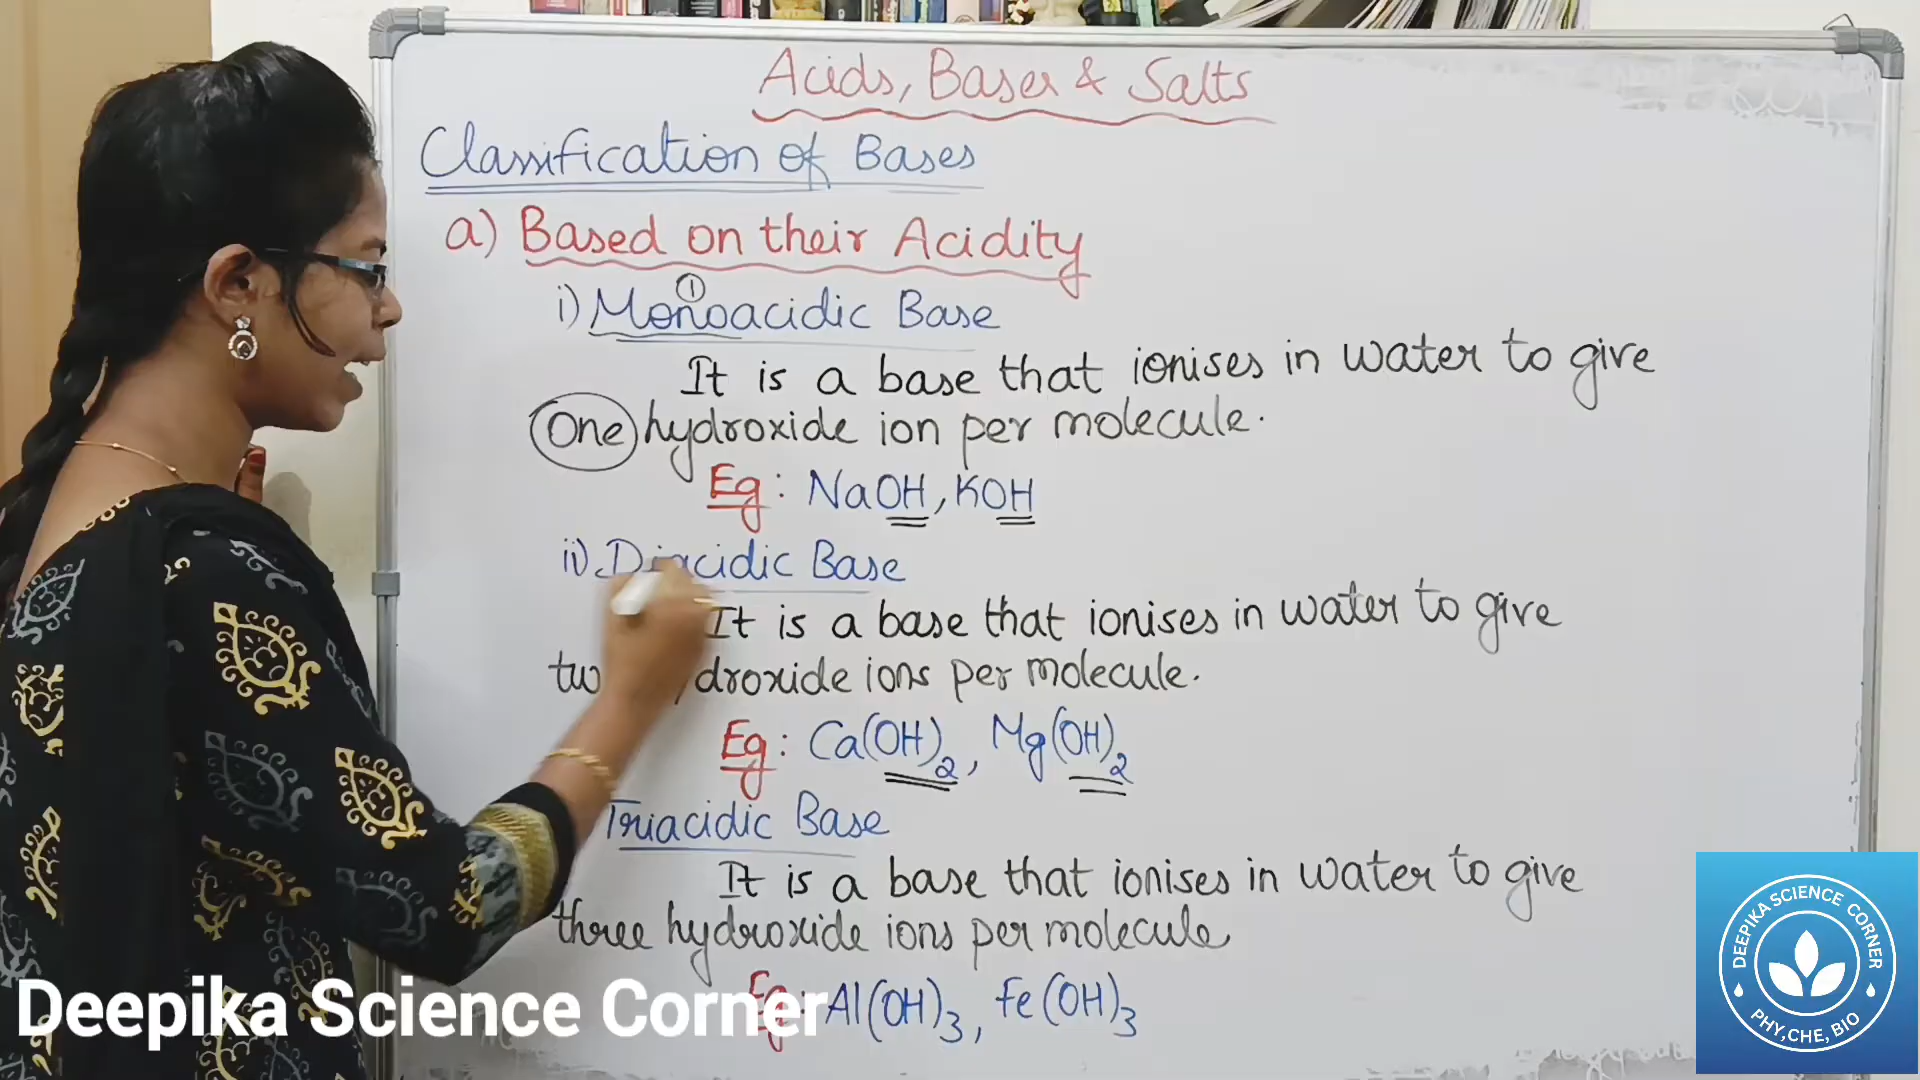 Acids, Bases & Salts
Classification of Bases
a) Based on their Acidity
①
i) Monoacidic Base
It is a base that ionises in water to give
One hydroxide ion per molecule.
Eg : NaOH, KOH
ii) Diacidic Base
It is a base that ionises in water to give
ions per molecule.
Eg : Ca(OH)₂, Mg(OH)₂
Triacidic Base
It is a base that ionises in water to give
three hydroxide ions per molecule
Eg : Al(OH)₃, Fe(OH)₃
Deepika Science Corner
DEEPIKA SCIENCE CORNER
PHY,CHE, BIO